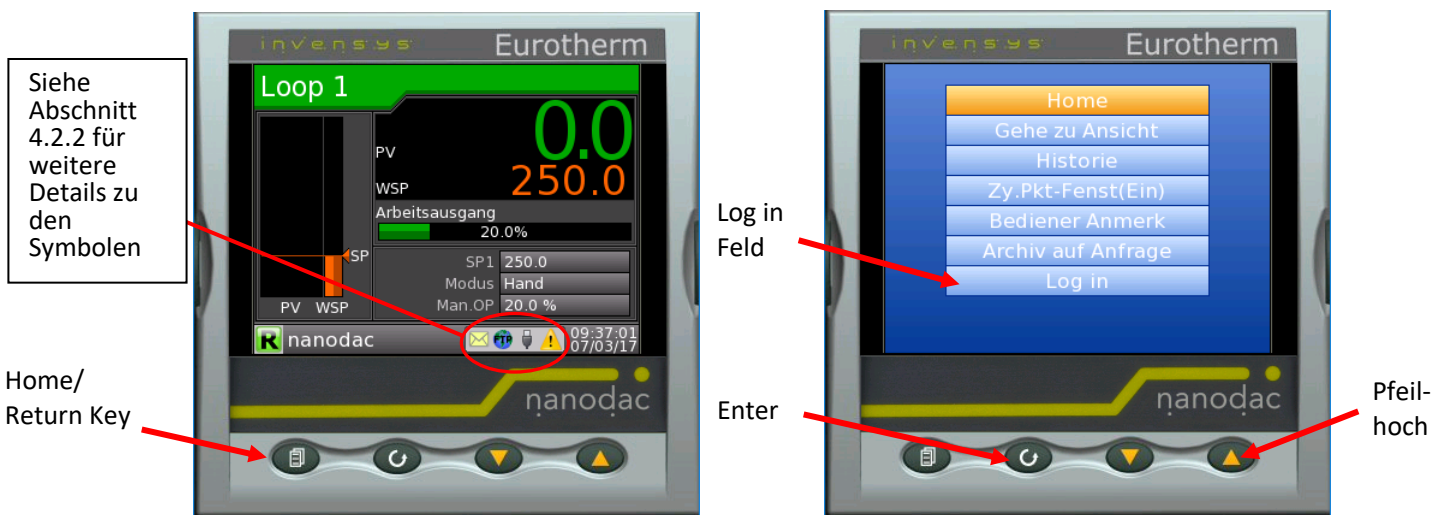 Siehe
Abschnitt
4.2.2 für
weitere
Details zu
den
Symbolen
Home/
Return Key
invensys
Eurotherm
Loop 1
0.0
PV
250.0
WSP
Arbeitsausgang
20.0%
SP
SP1 250.0
Modus Hand
Man.OP 20.0 %
PV WSP
R nanodac
FTP
09:37:01
07/03/17
nanodac
Log in
Feld
Enter
invensys
Eurotherm
Home
Gehe zu Ansicht
Historie
Zy.Pkt-Fenst(Ein)
Bediener Anmerk
Archiv auf Anfrage
Log in
nanodac
Pfeil-
hoch